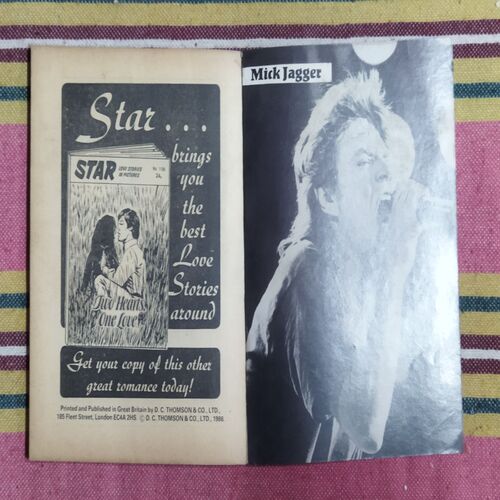 Star . . .
brings
you
the
best
Love
Stories
around
STAR
LOVE STORIES
IN PICTURES
24p
Two Hearts,
One Love
Get your copy of this other
great romance today!
Printed and Published in Great Britain by D. C. THOMSON & CO., LTD.,
185 Fleet Street, London EC4A 2HS. © D. C. THOMSON & CO., LTD., 1986.
Mick Jagger